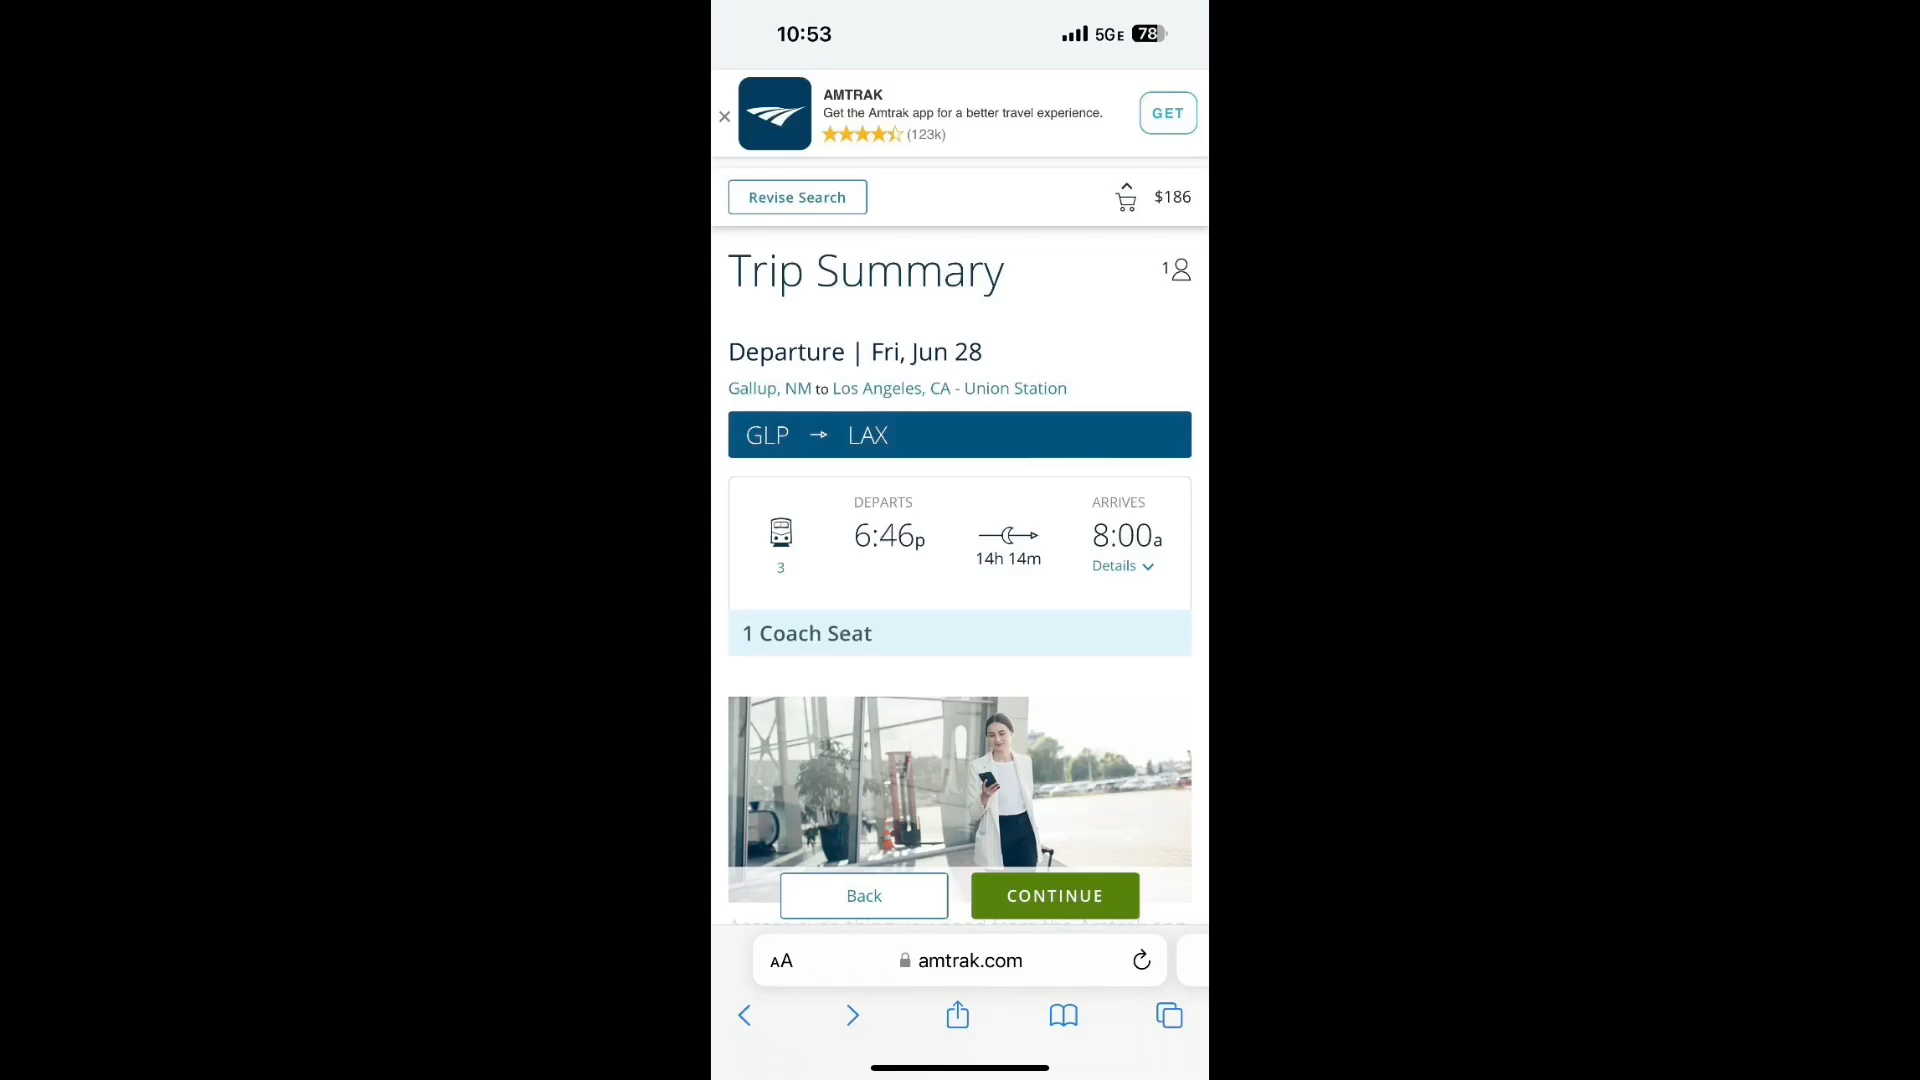 10:53
5GE 78
AMTRAK
Get the Amtrak app for a better travel experience.
(123k)
GET
Revise Search
$186
Trip Summary
1
Departure | Fri, Jun 28
Gallup, NM to Los Angeles, CA - Union Station
GLP LAX
DEPARTS
ARRIVES
6:46p
8:00a
14h 14m
Details
3
1 Coach Seat
Back
CONTINUE
AA
amtrak.com